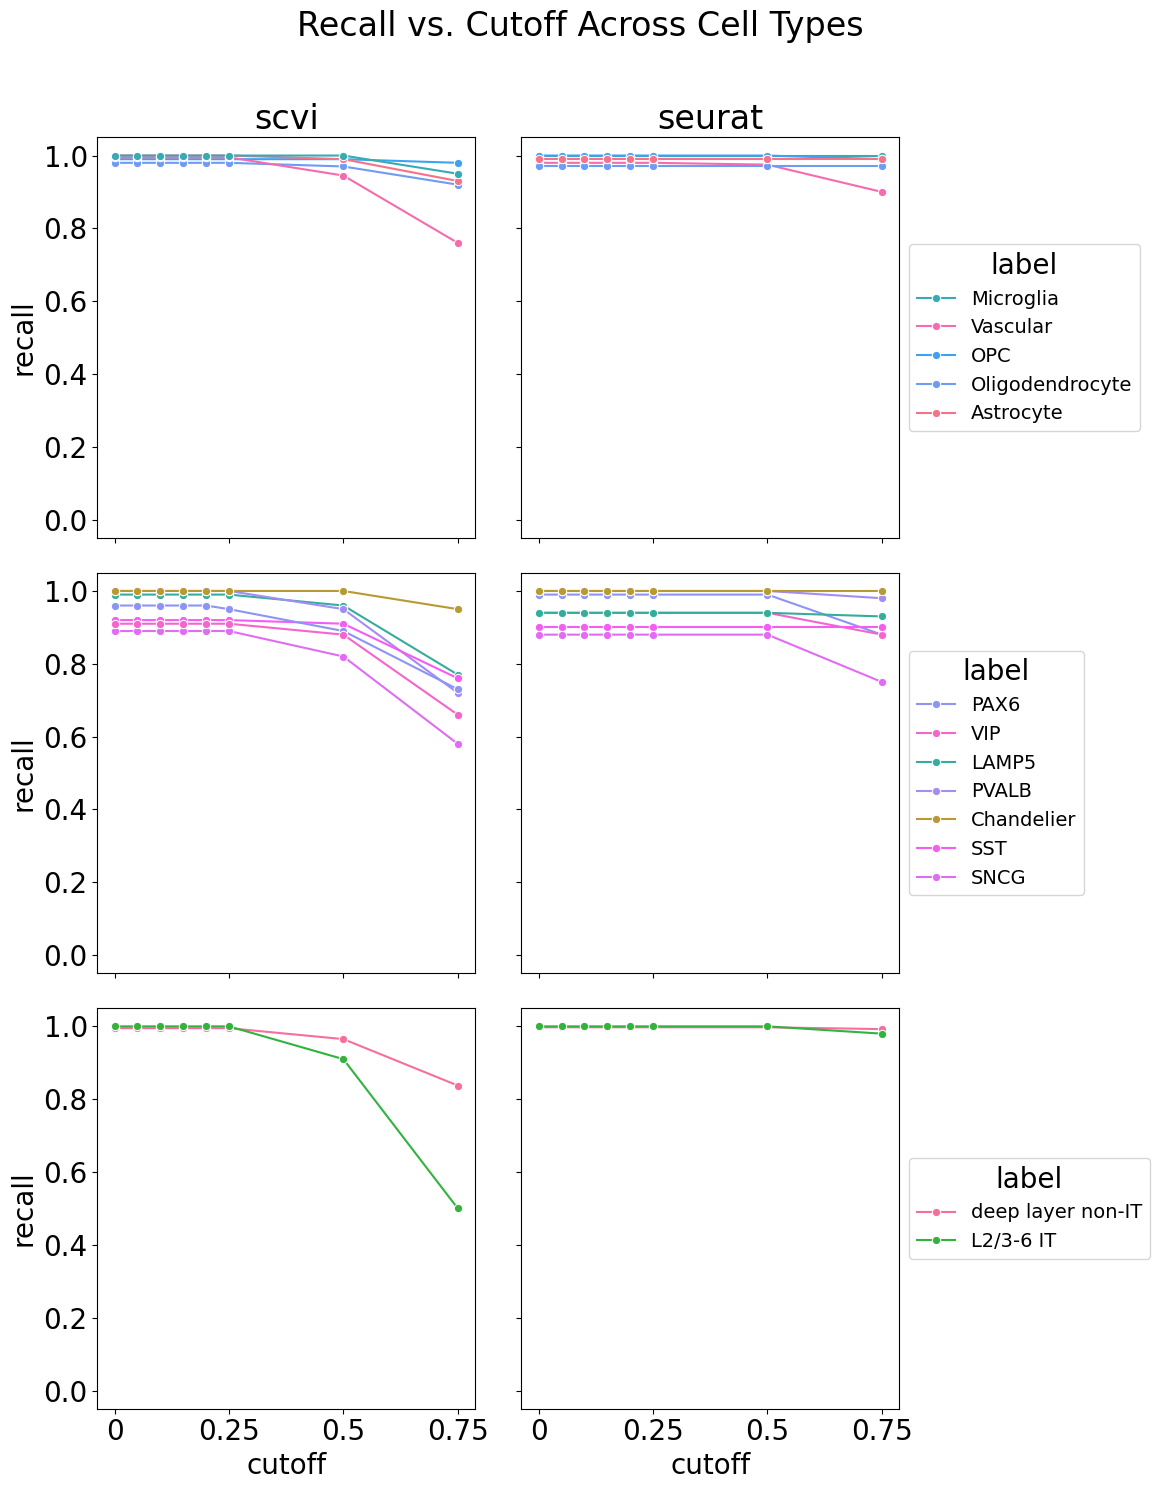 Recall vs. Cutoff Across Cell Types
scvi
seurat
1.0
0.8
0.6
0.4
0.2
0.0
recall
label
Microglia
Vascular
OPC
Oligodendrocyte
Astrocyte
1.0
0.8
0.6
0.4
0.2
0.0
recall
label
PAX6
VIP
LAMP5
PVALB
Chandelier
SST
SNCG
1.0
0.8
0.6
0.4
0.2
0.0
recall
label
deep layer non-IT
L2/3-6 IT
0 0.25 0.5 0.75
cutoff
0 0.25 0.5 0.75
cutoff